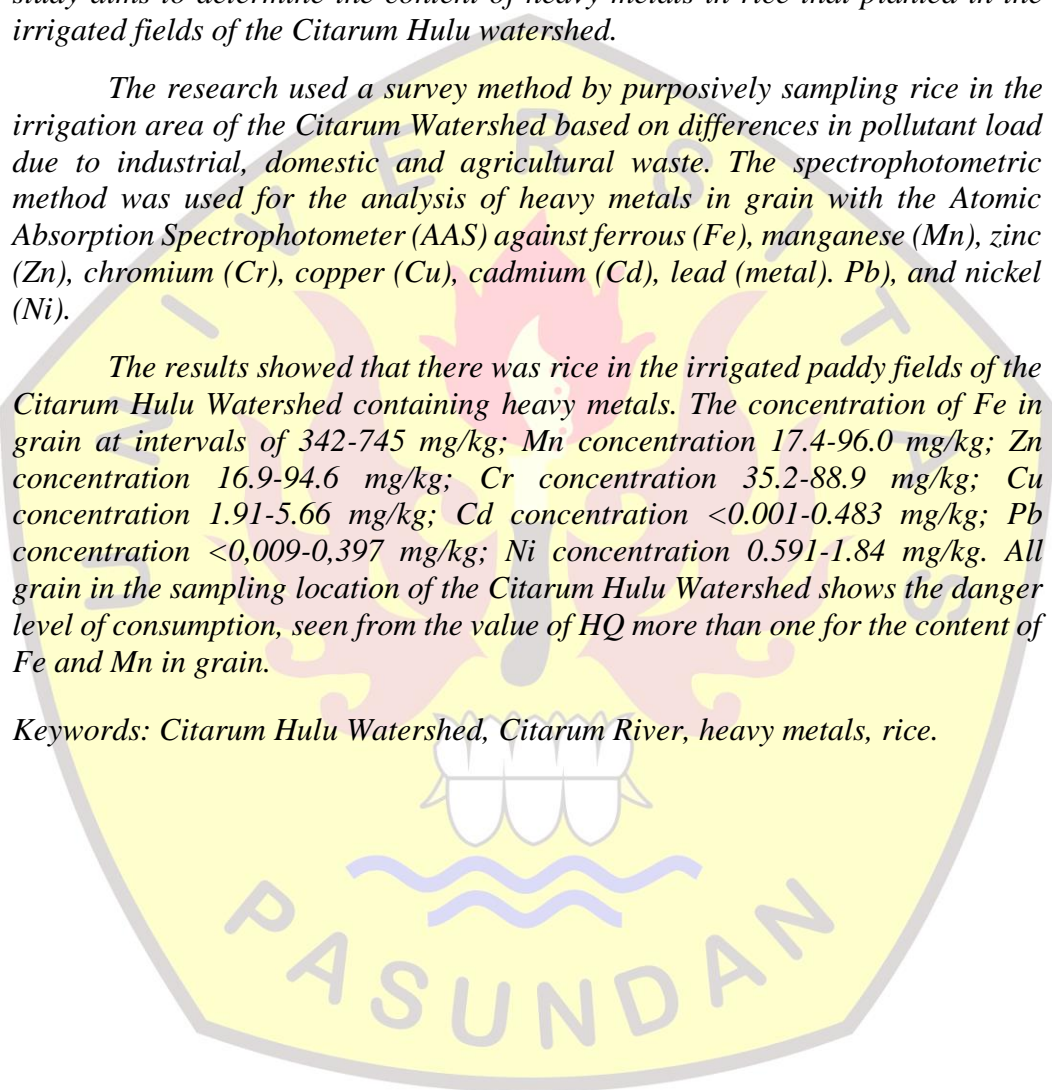 study aims to determine the content of heavy metals in rice that planted in the
irrigated fields of the Citarum Hulu watershed.
The research used a survey method by purposively sampling rice in the
irrigation area of the Citarum Watershed based on differences in pollutant load
due to industrial, domestic and agricultural waste. The spectrophotometric
method was used for the analysis of heavy metals in grain with the Atomic
Absorption Spectrophotometer (AAS) against ferrous (Fe), manganese (Mn), zinc
(Zn), chromium (Cr), copper (Cu), cadmium (Cd), lead (metal). Pb), and nickel
(Ni).
The results showed that there was rice in the irrigated paddy fields of the
Citarum Hulu Watershed containing heavy metals. The concentration of Fe in
grain at intervals of 342-745 mg/kg; Mn concentration 17.4-96.0 mg/kg; Zn
concentration 16.9-94.6 mg/kg; Cr concentration 35.2-88.9 mg/kg; Cu
concentration 1.91-5.66 mg/kg; Cd concentration <0.001-0.483 mg/kg; Pb
concentration <0,009-0,397 mg/kg; Ni concentration 0.591-1.84 mg/kg. All
grain in the sampling location of the Citarum Hulu Watershed shows the danger
level of consumption, seen from the value of HQ more than one for the content of
Fe and Mn in grain.
Keywords: Citarum Hulu Watershed, Citarum River, heavy metals, rice.
UNIVERSITAS
PASUNDAN